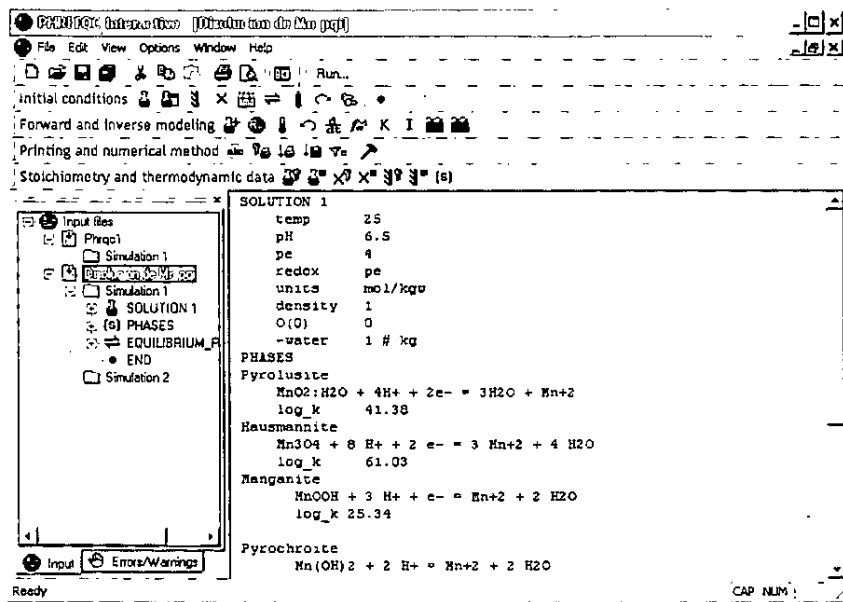 PHREEQC Interactive
File Edit View Options Window Help
Run...
Initial conditions
Forward and inverse modeling
K I
Printing and numerical method
Stoichiometry and thermodynamic data
Input files
Phrqc1
Simulation 1
Simulation 1
SOLUTION 1
(S) PHASES
EQUILIBRIUM_P
END
Simulation 2
Input Errors/Warnings
SOLUTION 1
temp 25
pH 6.5
pe 4
redox pe
units mol/kgw
density 1
O(0) 0
-water 1 # kg
PHASES
Pyrolusite
MnO2:H2O + 4H+ + 2e- = 3H2O + Mn+2
log_k 41.38
Hausmannite
Mn3O4 + 8 H+ + 2 e- = 3 Mn+2 + 4 H2O
log_k 61.03
Manganite
MnOOH + 3 H+ + e- = Mn+2 + 2 H2O
log_k 25.34
Pyrochroite
Mn(OH)2 + 2 H+ = Mn+2 + 2 H2O
Ready
CAP NUM